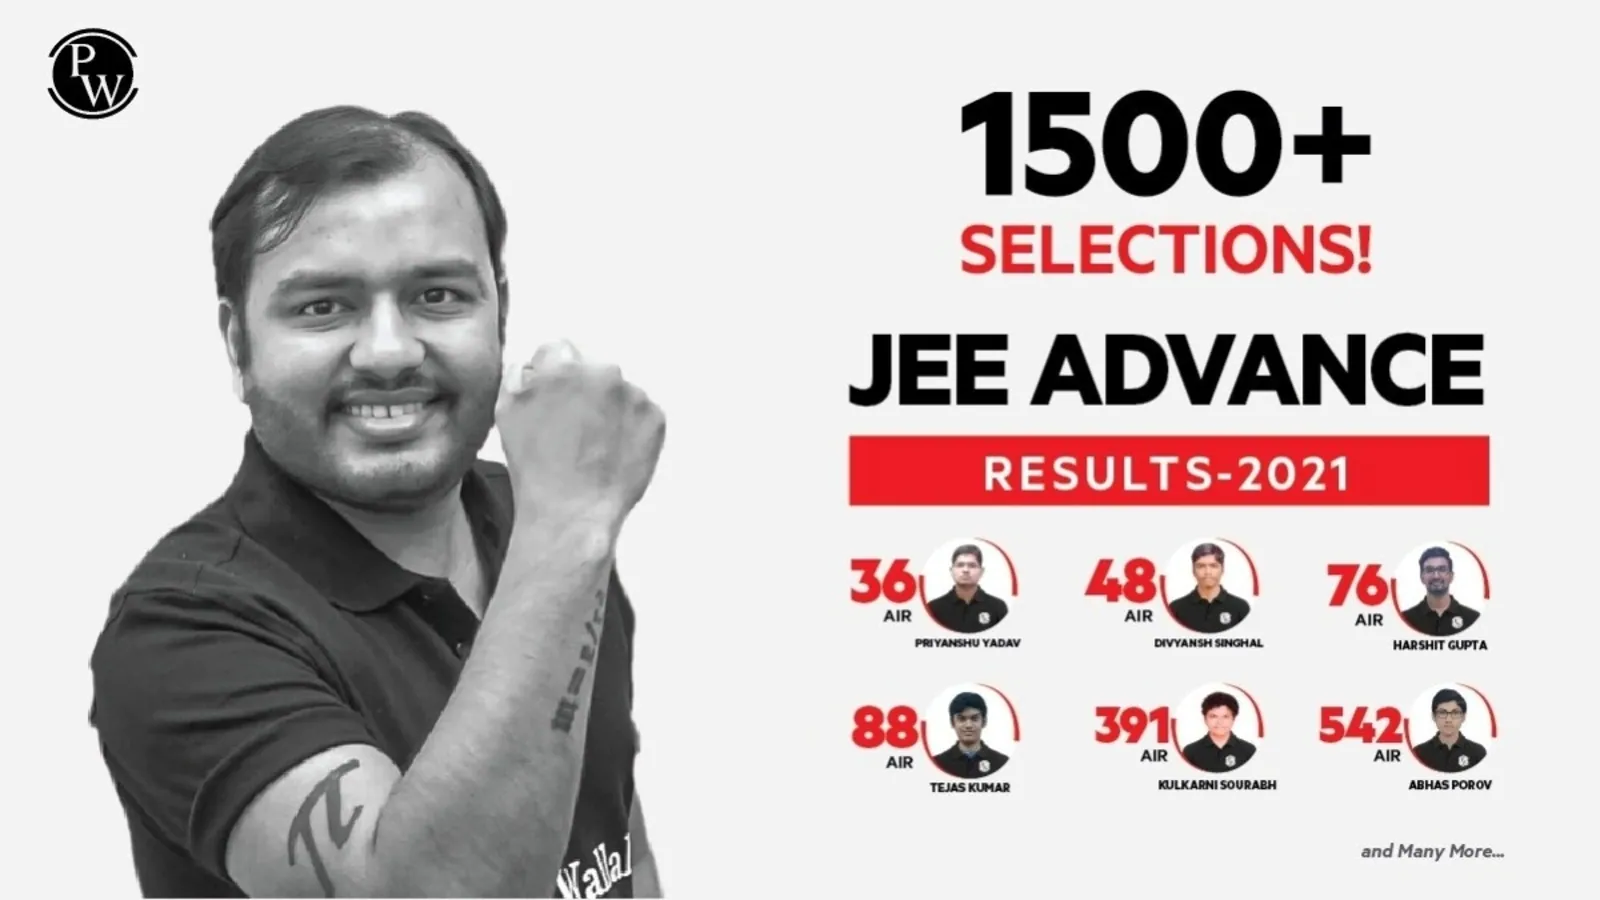 PW
1500+
SELECTIONS!
JEE ADVANCE
RESULTS-2021
36
AIR
PRIYANSHU YADAV
48
AIR
DIVYANSH SINGHAL
76
AIR
HARSHIT GUPTA
88
AIR
TEJAS KUMAR
391
AIR
KULKARNI SOURABH
542
AIR
ABHAS POROV
π
Walla
and Many More...